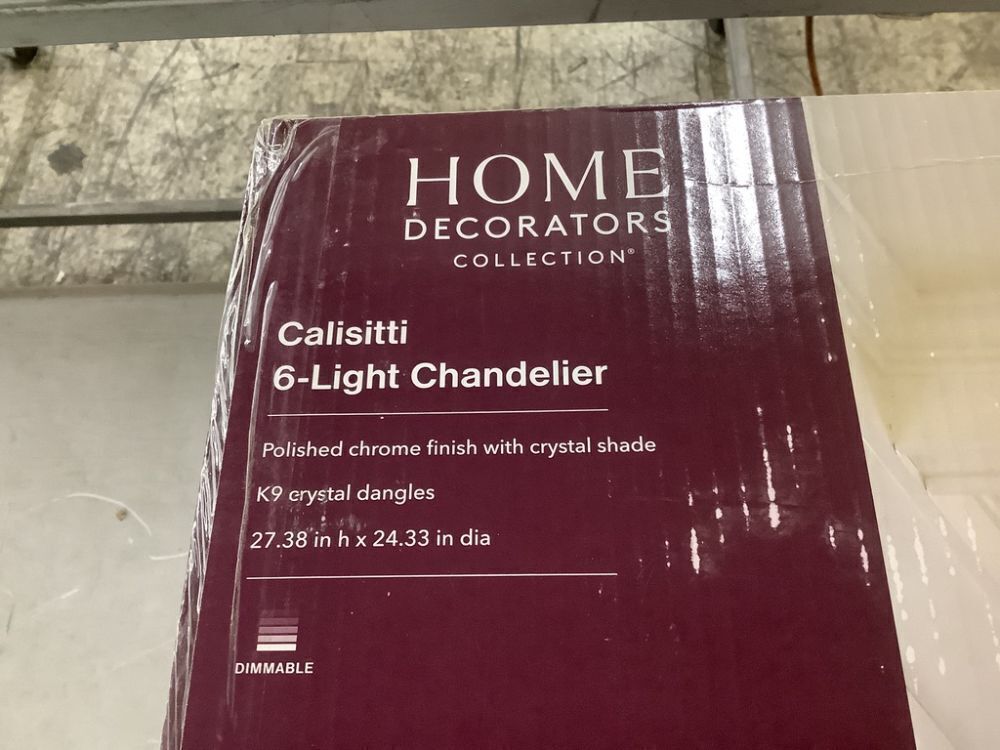 HOME
DECORATORS
COLLECTION®
Calisitti
6-Light Chandelier
Polished chrome finish with crystal shade
K9 crystal dangles
27.38 in h x 24.33 in dia
DIMMABLE